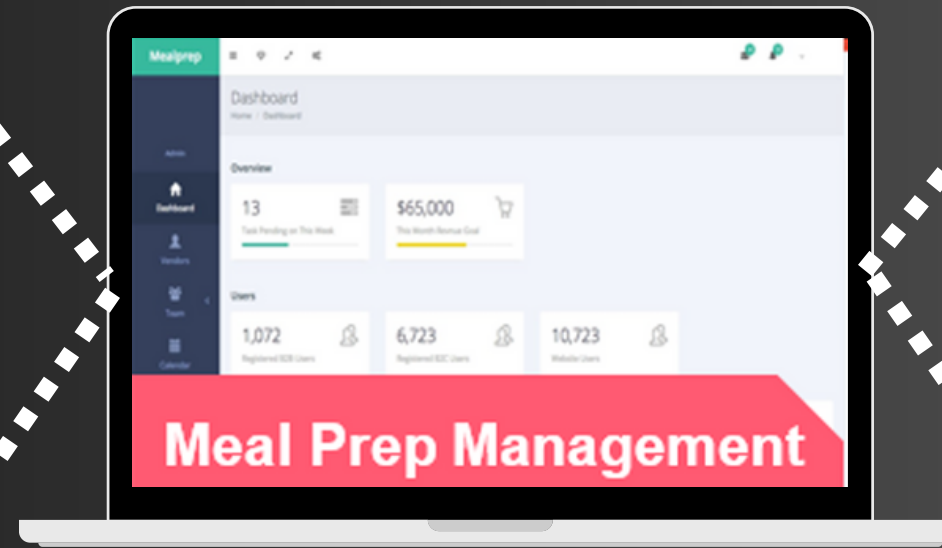 Mealprep
Dashboard
Home / Dashboard
Admin
Overview
Dashboard
13
$65,000
Task Pending on This Week
This Month Revnue Goal
Vendors
Users
Team
1,072
6,723
10,723
Registered B2B Users
Registered B2C Users
Website Users
Calendar
Meal Prep Management